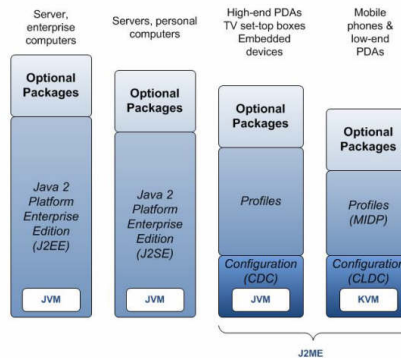 Server,
enterprise
computers
Optional
Packages
Java 2
Platform
Enterprise
Edition
(J2EE)
JVM
Servers, personal
computers
Optional
Packages
Java 2
Platform
Enterprise
Edition
(J2SE)
JVM
High-end PDAs
TV set-top boxes
Embedded
devices
Optional
Packages
Profiles
Configuration
(CDC)
JVM
Mobile
phones &
low-end
PDAs
Optional
Packages
Profiles
(MIDP)
Configuration
(CLDC)
KVM
J2ME